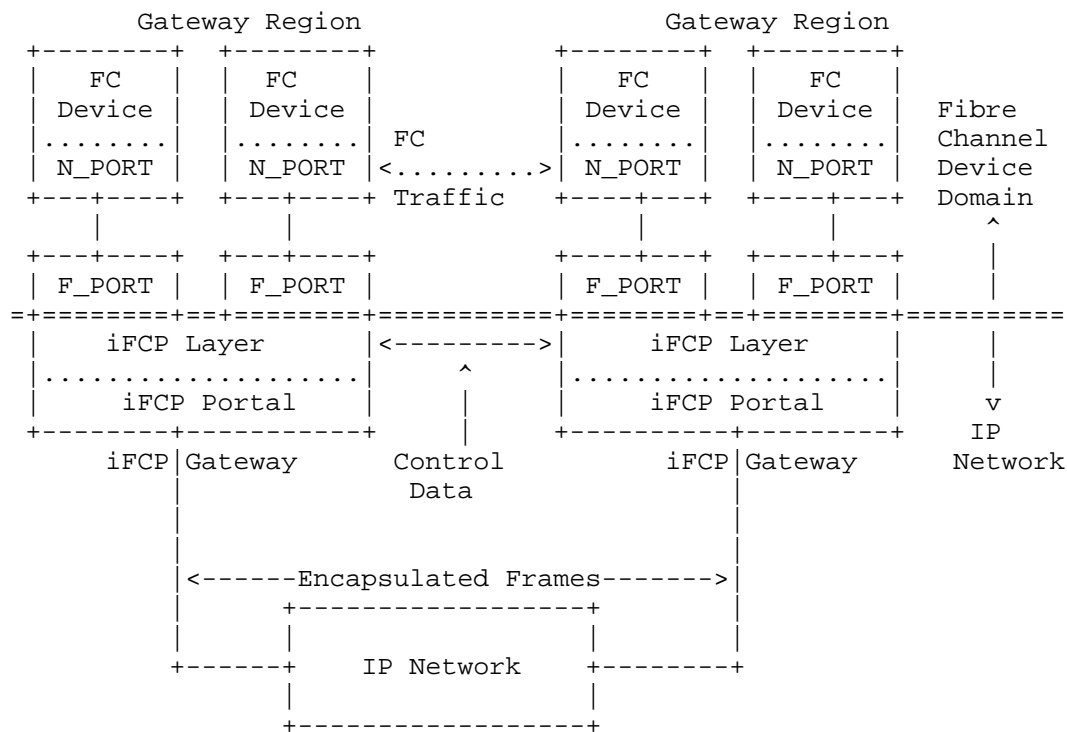 Gateway Region Gateway Region
FC FC FC FC
Device Device Device Device Fibre
FC Channel
N_PORT N_PORT <.........> N_PORT N_PORT Device
Traffic Domain
F_PORT F_PORT F_PORT F_PORT
iFCP Layer <---------> iFCP Layer
iFCP Portal iFCP Portal
IP
iFCP Gateway Control iFCP Gateway Network
Data
<------Encapsulated Frames------->
IP Network